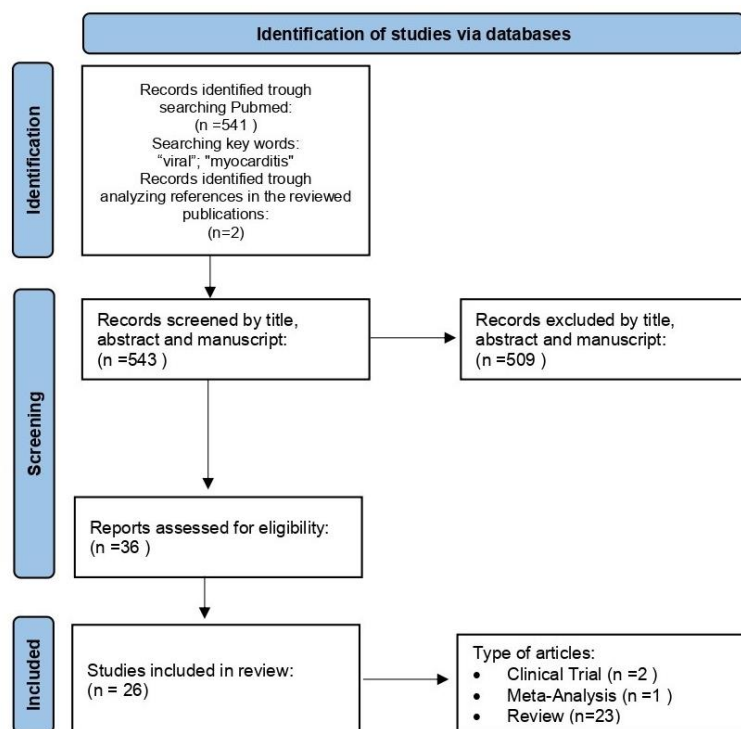 Identification of studies via databases
Identification
Records identified trough
searching Pubmed:
(n =541 )
Searching key words:
“viral”; "myocarditis"
Records identified trough
analyzing references in the reviewed
publications:
(n=2)
Screening
Records screened by title,
abstract and manuscript:
(n =543 )
Records excluded by title,
abstract and manuscript:
(n =509 )
Reports assessed for eligibility:
(n =36 )
Included
Studies included in review:
(n = 26)
Type of articles:
• Clinical Trial (n =2 )
• Meta-Analysis (n =1 )
• Review (n=23)